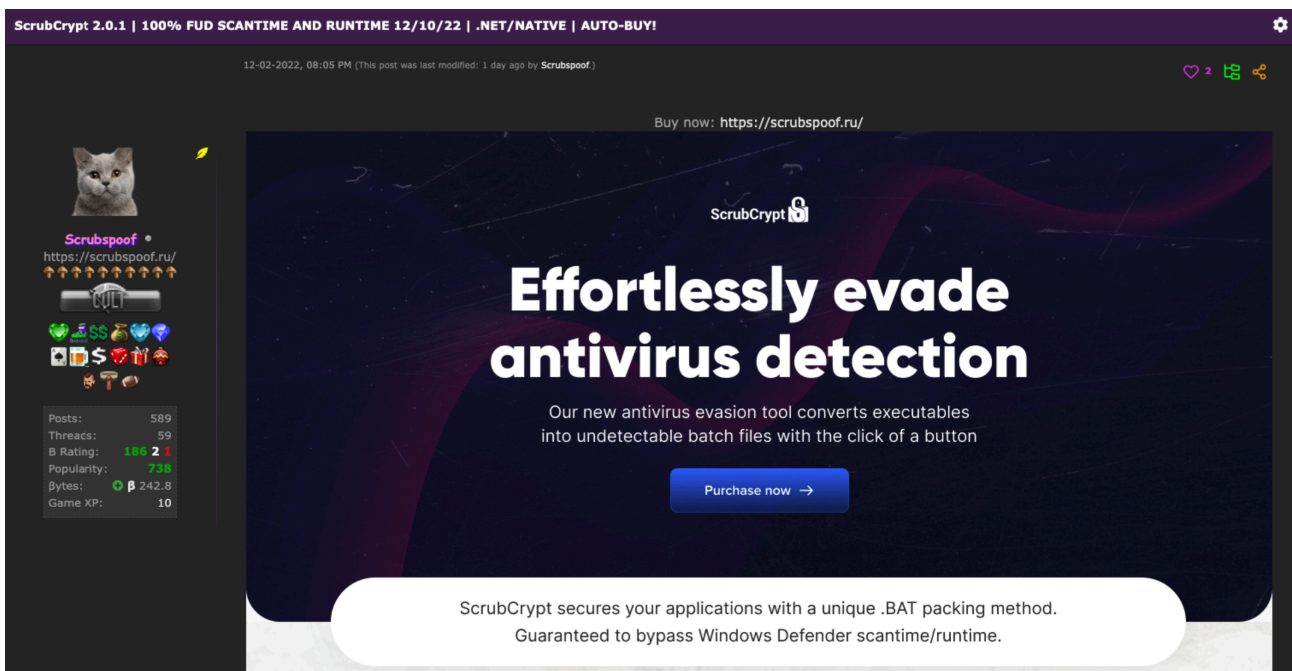 ScrubCrypt 2.0.1 | 100% FUD SCANTIME AND RUNTIME 12/10/22 | .NET/NATIVE | AUTO-BUY!
12-02-2022, 08:05 PM (This post was last modified: 1 day ago by Scrubspoof.)
2
Buy now: https://scrubspoof.ru/
Scrubspoof
https://scrubspoof.ru/
CULT
$$
$
Posts: 589
Threacs: 59
B Rating: 186 2 1
Popularity: 738
βytes: β 242.8
Game XP: 10
ScrubCrypt
Effortlessly evade
antivirus detection
Our new antivirus evasion tool converts executables
into undetectable batch files with the click of a button
Purchase now →
ScrubCrypt secures your applications with a unique .BAT packing method.
Guaranteed to bypass Windows Defender scantime/runtime.